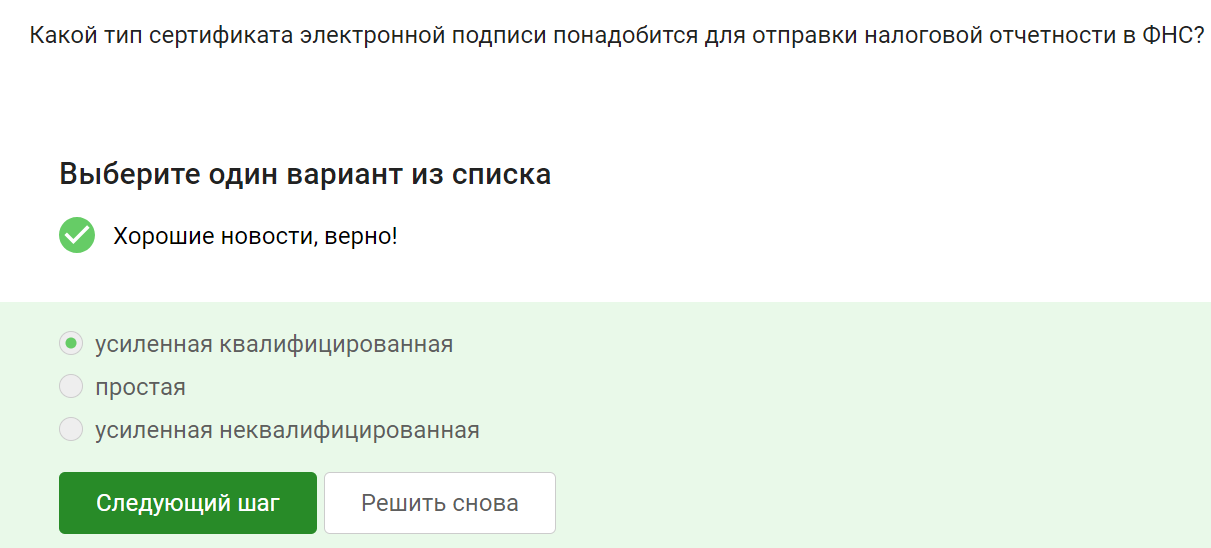 Какой тип сертификата электронной подписи понадобится для отправки налоговой отчетности в ФНС?
Выберите один вариант из списка
Хорошие новости, верно!
усиленная квалифицированная
простая
усиленная неквалифицированная
Следующий шаг
Решить снова